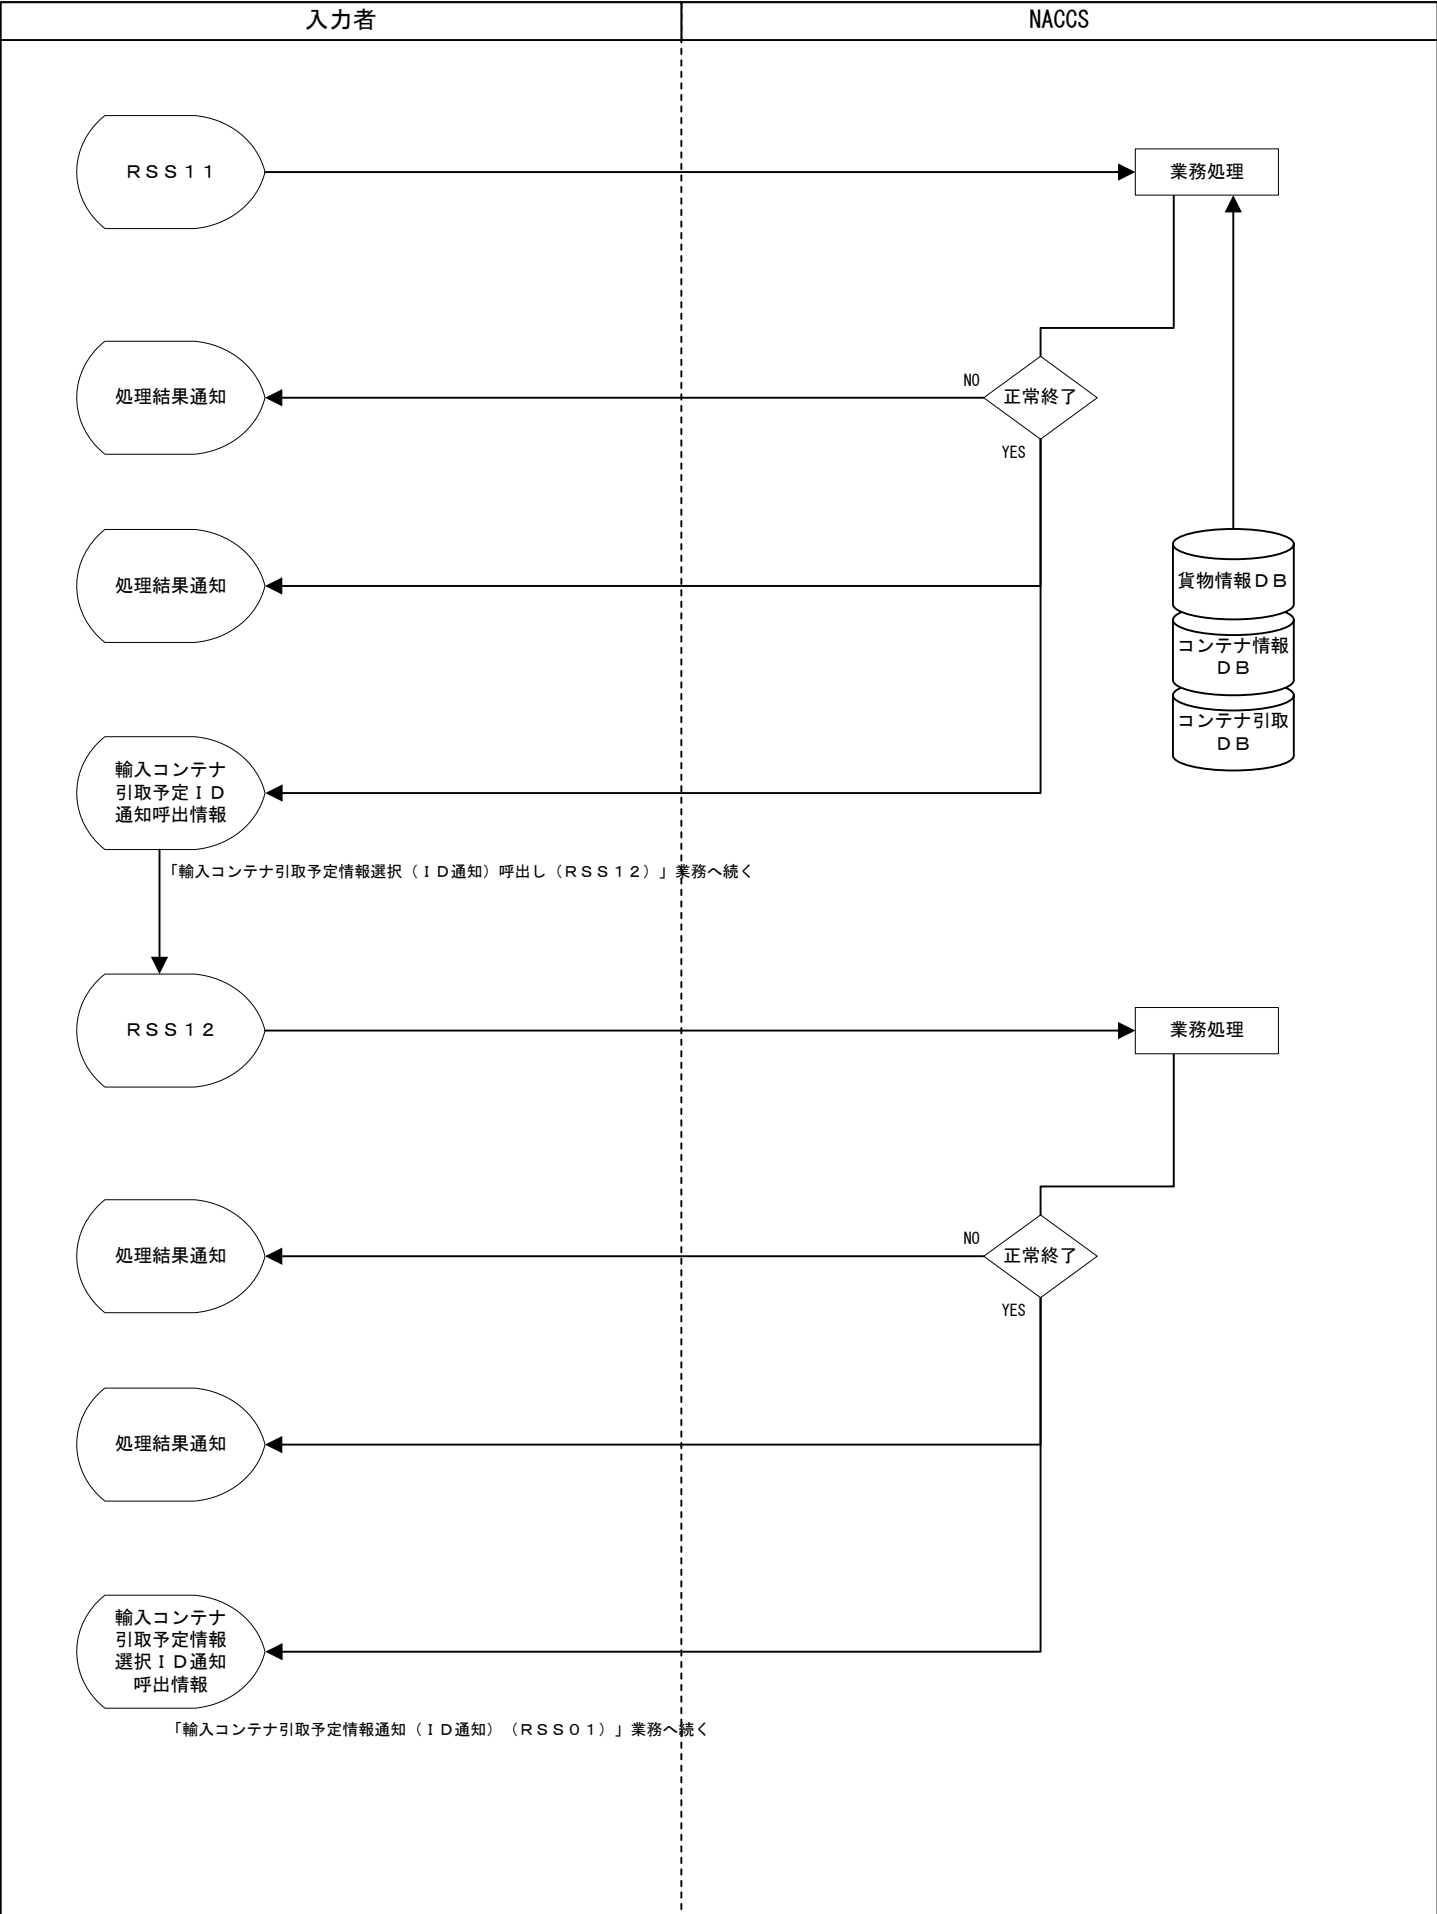 入力者
NACCS
ＲＳＳ１１
業務処理
処理結果通知
NO
正常終了
YES
処理結果通知
貨物情報ＤＢ
コンテナ情報
ＤＢ
コンテナ引取
ＤＢ
輸入コンテナ
引取予定ＩＤ
通知呼出情報
「輸入コンテナ引取予定情報選択（ＩＤ通知）呼出し（ＲＳＳ１２）」業務へ続く
ＲＳＳ１２
業務処理
処理結果通知
NO
正常終了
YES
処理結果通知
輸入コンテナ
引取予定情報
選択ＩＤ通知
呼出情報
「輸入コンテナ引取予定情報通知（ＩＤ通知）（ＲＳＳ０１）」業務へ続く